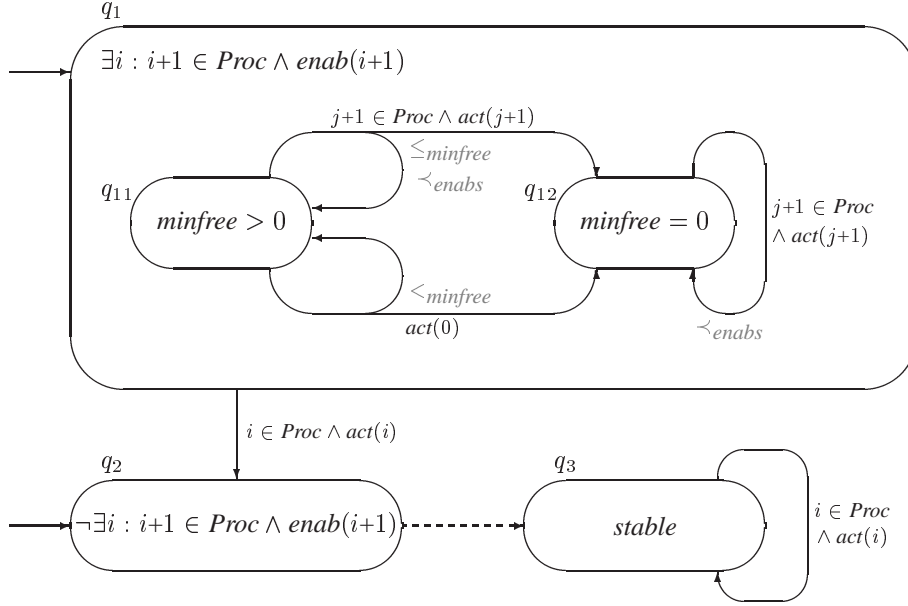 q₁
∃i : i+1 ∈ Proc ∧ enab(i+1)
j+1 ∈ Proc ∧ act(j+1)
≤minfree
≺enabs
q₁₁
minfree > 0
q₁₂
minfree = 0
j+1 ∈ Proc
∧ act(j+1)
<minfree
act(0)
≺enabs
i ∈ Proc ∧ act(i)
q₂
¬∃i : i+1 ∈ Proc ∧ enab(i+1)
q₃
stable
i ∈ Proc
∧ act(i)